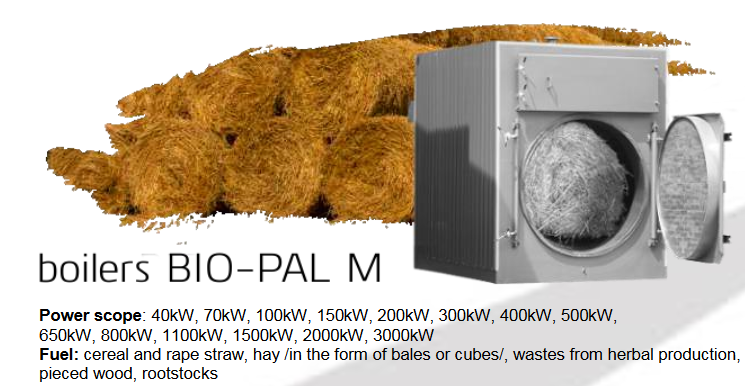 boilers BIO-PAL M
Power scope: 40kW, 70kW, 100kW, 150kW, 200kW, 300kW, 400kW, 500kW,
650kW, 800kW, 1100kW, 1500kW, 2000kW, 3000kW
Fuel: cereal and rape straw, hay /in the form of bales or cubes/, wastes from herbal production,
pieced wood, rootstocks